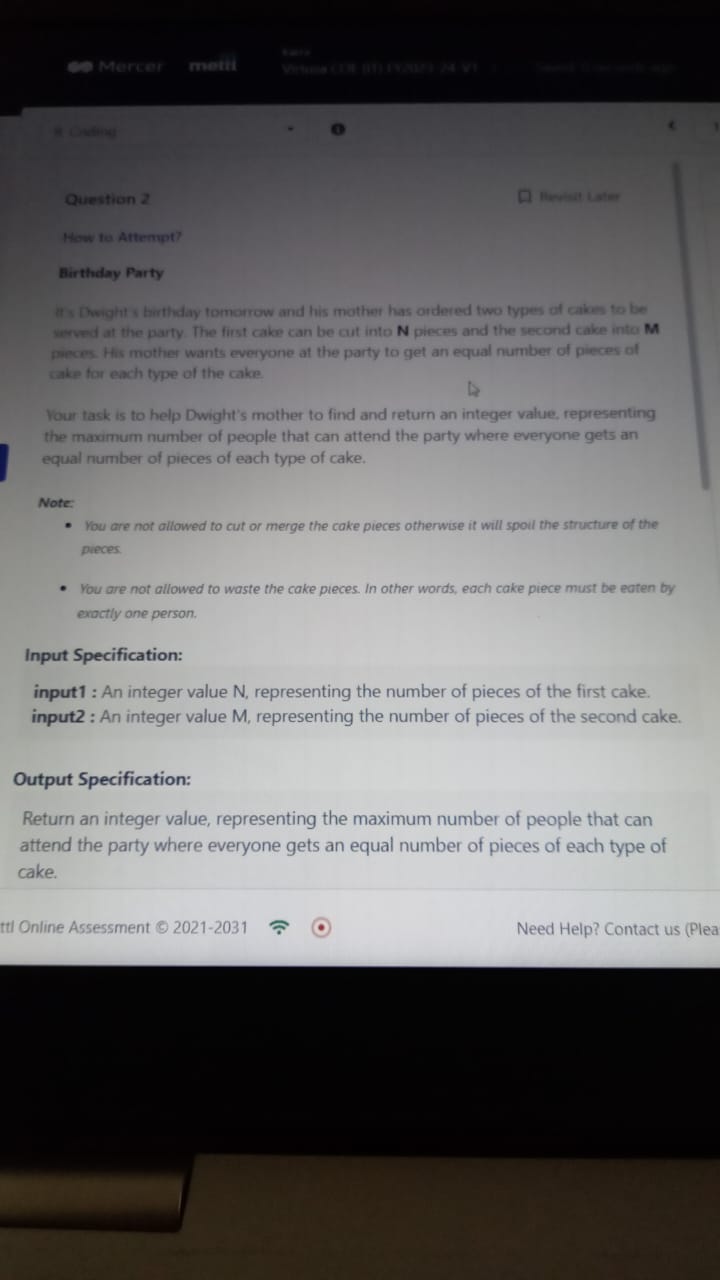 Mercer mettl
Coding
Question 2
Revisit Later
How to Attempt?
Birthday Party
It's Dwight's birthday tomorrow and his mother has ordered two types of cakes to be
served at the party. The first cake can be cut into N pieces and the second cake into M
pieces. His mother wants everyone at the party to get an equal number of pieces of
cake for each type of the cake.
Your task is to help Dwight's mother to find and return an integer value, representing
the maximum number of people that can attend the party where everyone gets an
equal number of pieces of each type of cake.
Note:
• You are not allowed to cut or merge the cake pieces otherwise it will spoil the structure of the
pieces.
• You are not allowed to waste the cake pieces. In other words, each cake piece must be eaten by
exactly one person.
Input Specification:
input1 : An integer value N, representing the number of pieces of the first cake.
input2 : An integer value M, representing the number of pieces of the second cake.
Output Specification:
Return an integer value, representing the maximum number of people that can
attend the party where everyone gets an equal number of pieces of each type of
cake.
ttl Online Assessment © 2021-2031
Need Help? Contact us (Plea